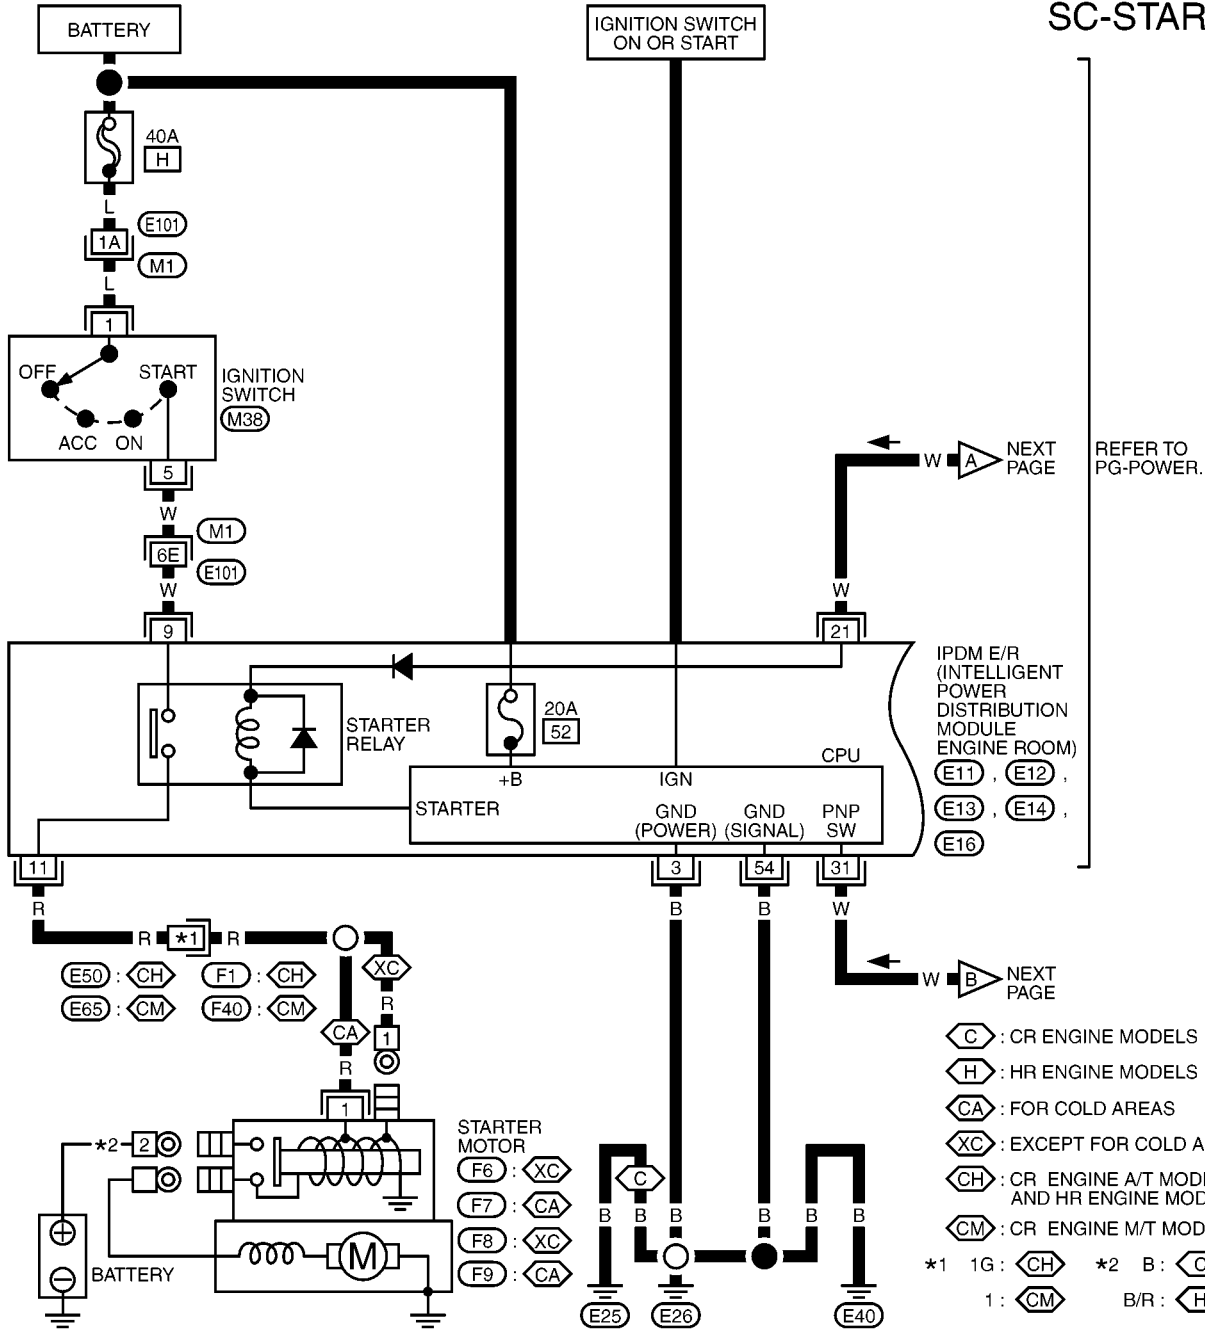 SC-STAR
BATTERY
IGNITION SWITCH
ON OR START
40A
H
L
E101
1A
M1
L
1
OFF
START
ACC
ON
IGNITION
SWITCH
M38
5
W
M1
6E
E101
W
9
W
A
NEXT
PAGE
REFER TO
PG-POWER.
W
21
IPDM E/R
(INTELLIGENT
POWER
DISTRIBUTION
MODULE
ENGINE ROOM)
E11 , E12 ,
E13 , E14 ,
E16
STARTER
RELAY
20A
52
CPU
+B
IGN
STARTER
GND
(POWER)
GND
(SIGNAL)
PNP
SW
11
3
54
31
R
B
B
W
R
*1
R
E50 : CH
F1 : CH
E65 : CM
F40 : CM
XC
R
CA
1
R
1
W
B
NEXT
PAGE
*2
2
BATTERY
M
STARTER
MOTOR
F6 : XC
F7 : CA
F8 : XC
F9 : CA
C
B
B
B
B
B
B
E25
E26
E40
C : CR ENGINE MODELS
H : HR ENGINE MODELS
CA : FOR COLD AREAS
XC : EXCEPT FOR COLD A
CH : CR ENGINE A/T MOD
AND HR ENGINE MOD
CM : CR ENGINE M/T MOD
*1 1G : CH
*2 B : C
1 : CM
B/R : H